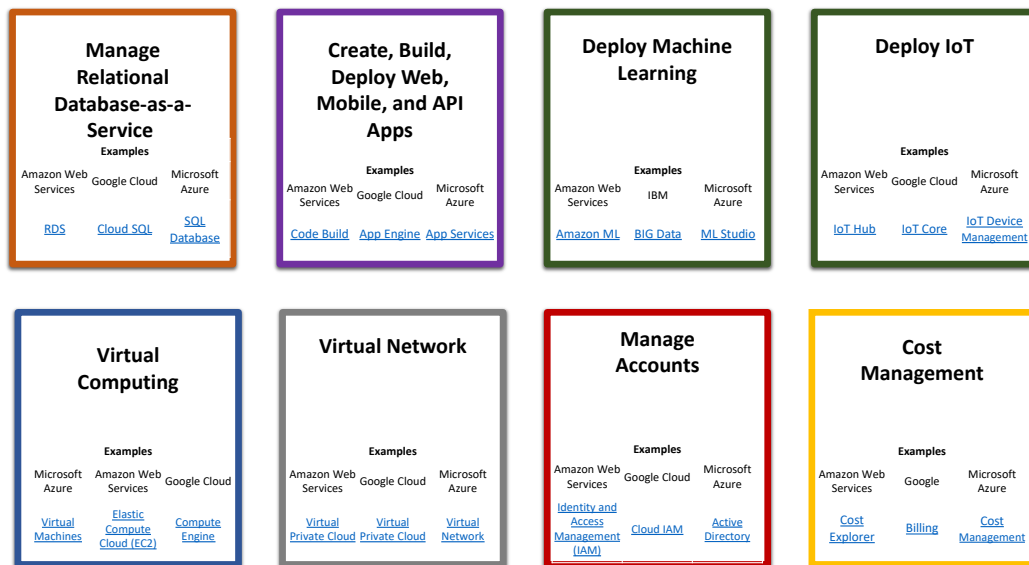 Manage
Relational
Database-as-a-
Service
Examples
Amazon Web Services
Google Cloud
Microsoft Azure
RDS
Cloud SQL
SQL Database
Create, Build,
Deploy Web,
Mobile, and API
Apps
Examples
Amazon Web Services
Google Cloud
Microsoft Azure
Code Build
App Engine
App Services
Deploy Machine
Learning
Examples
Amazon Web Services
IBM
Microsoft Azure
Amazon ML
BIG Data
ML Studio
Deploy IoT
Examples
Amazon Web Services
Google Cloud
Microsoft Azure
IoT Hub
IoT Core
IoT Device Management
Virtual
Computing
Examples
Microsoft Azure
Amazon Web Services
Google Cloud
Virtual Machines
Elastic Compute Cloud (EC2)
Compute Engine
Virtual Network
Examples
Amazon Web Services
Google Cloud
Microsoft Azure
Virtual Private Cloud
Virtual Private Cloud
Virtual Network
Manage
Accounts
Examples
Amazon Web Services
Google Cloud
Microsoft Azure
Identity and Access Management (IAM)
Cloud IAM
Active Directory
Cost
Management
Examples
Amazon Web Services
Google
Microsoft Azure
Cost Explorer
Billing
Cost Management